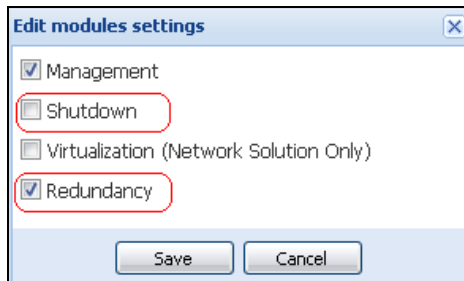 Edit modules settings
Management
Shutdown
Virtualization (Network Solution Only)
Redundancy
Save Cancel